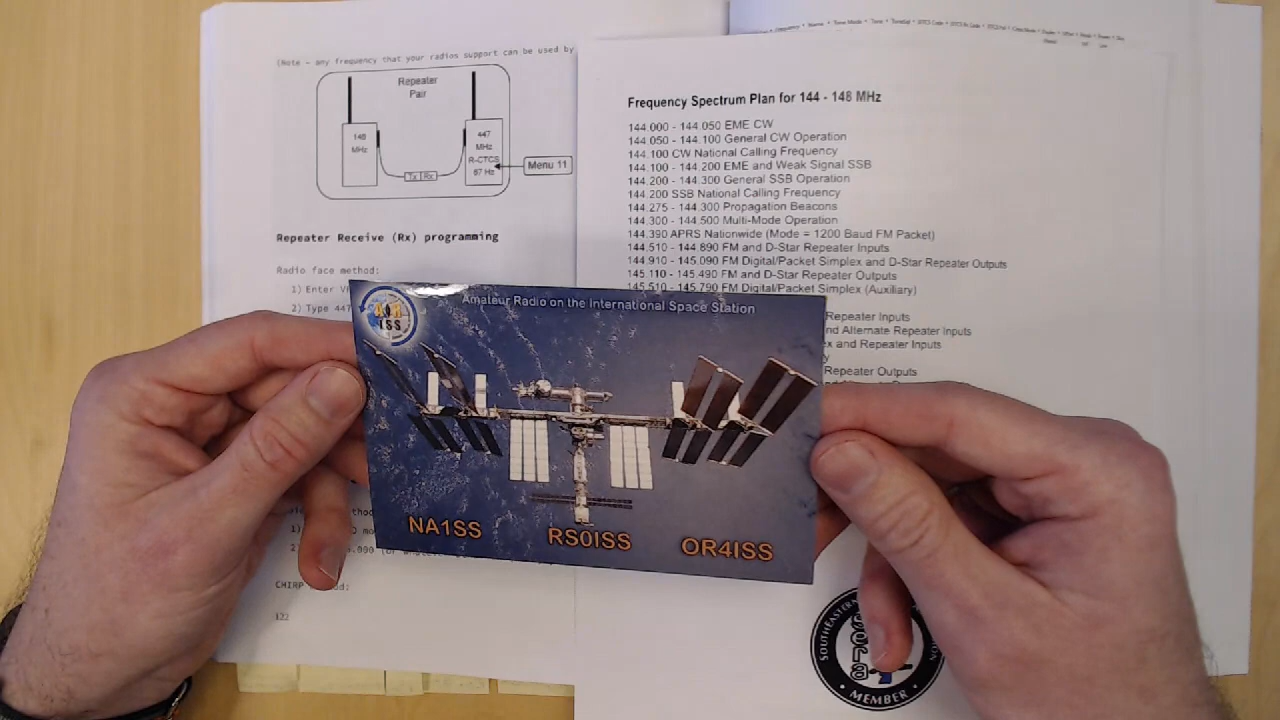 (Note – any frequency that your radios support can be used by
Repeater
Pair
148
MHz
447
MHz
R-CTCS
67 Hz
Tx Rx
Menu 11
Repeater Receive (Rx) programming
Radio face method:
1) Enter
2) Type 447
CHIRP
122
Frequency Spectrum Plan for 144 - 148 MHz
144.000 - 144.050 EME CW
144.050 - 144.100 General CW Operation
144.100 CW National Calling Frequency
144.100 - 144.200 EME and Weak Signal SSB
144.200 - 144.300 General SSB Operation
144.200 SSB National Calling Frequency
144.275 - 144.300 Propagation Beacons
144.300 - 144.500 Multi-Mode Operation
144.390 APRS Nationwide (Mode = 1200 Baud FM Packet)
144.510 - 144.890 FM and D-Star Repeater Inputs
144.910 - 145.090 FM Digital/Packet Simplex and D-Star Repeater Outputs
145.110 - 145.490 FM and D-Star Repeater Outputs
145.510 - 145.790 FM Digital/Packet Simplex (Auxiliary)
Repeater Inputs
nd Alternate Repeater Inputs
x and Repeater Inputs
y
Repeater Outputs
Amateur Radio on the International Space Station
ISS
NA1SS
RS0ISS
OR4ISS
SOUTHEASTERN
sera
MEMBER